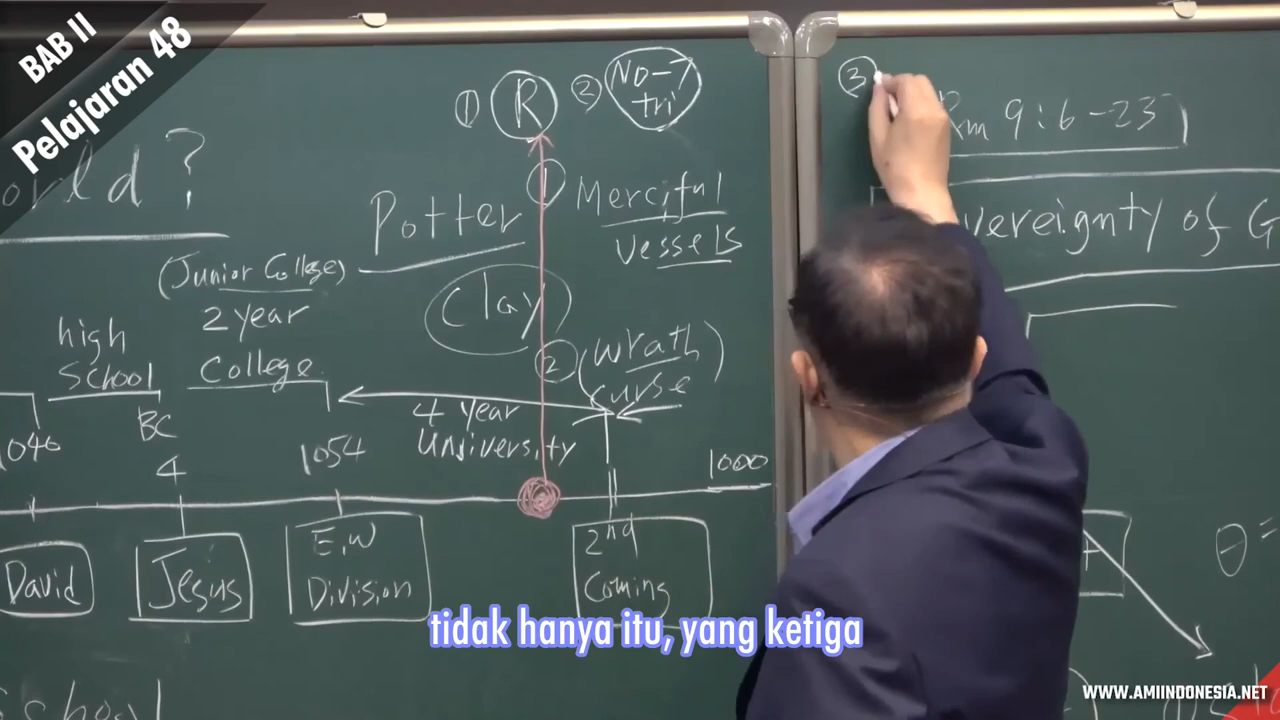 BAB II
Pelajaran 48
① R ② No-7
tri
③
Rm 9:6-23
orld?
Potter
① Merciful
vessels
vereignty of G
(Junior College)
2 year
College
high
School
Clay
② (wrath)
curse
4 year
University
1040
BC
4
1054
1000
David
Jesus
E.W
Division
2nd
Coming
θ =
tidak hanya itu, yang ketiga
school
WWW.AMIINDONESIA.NET